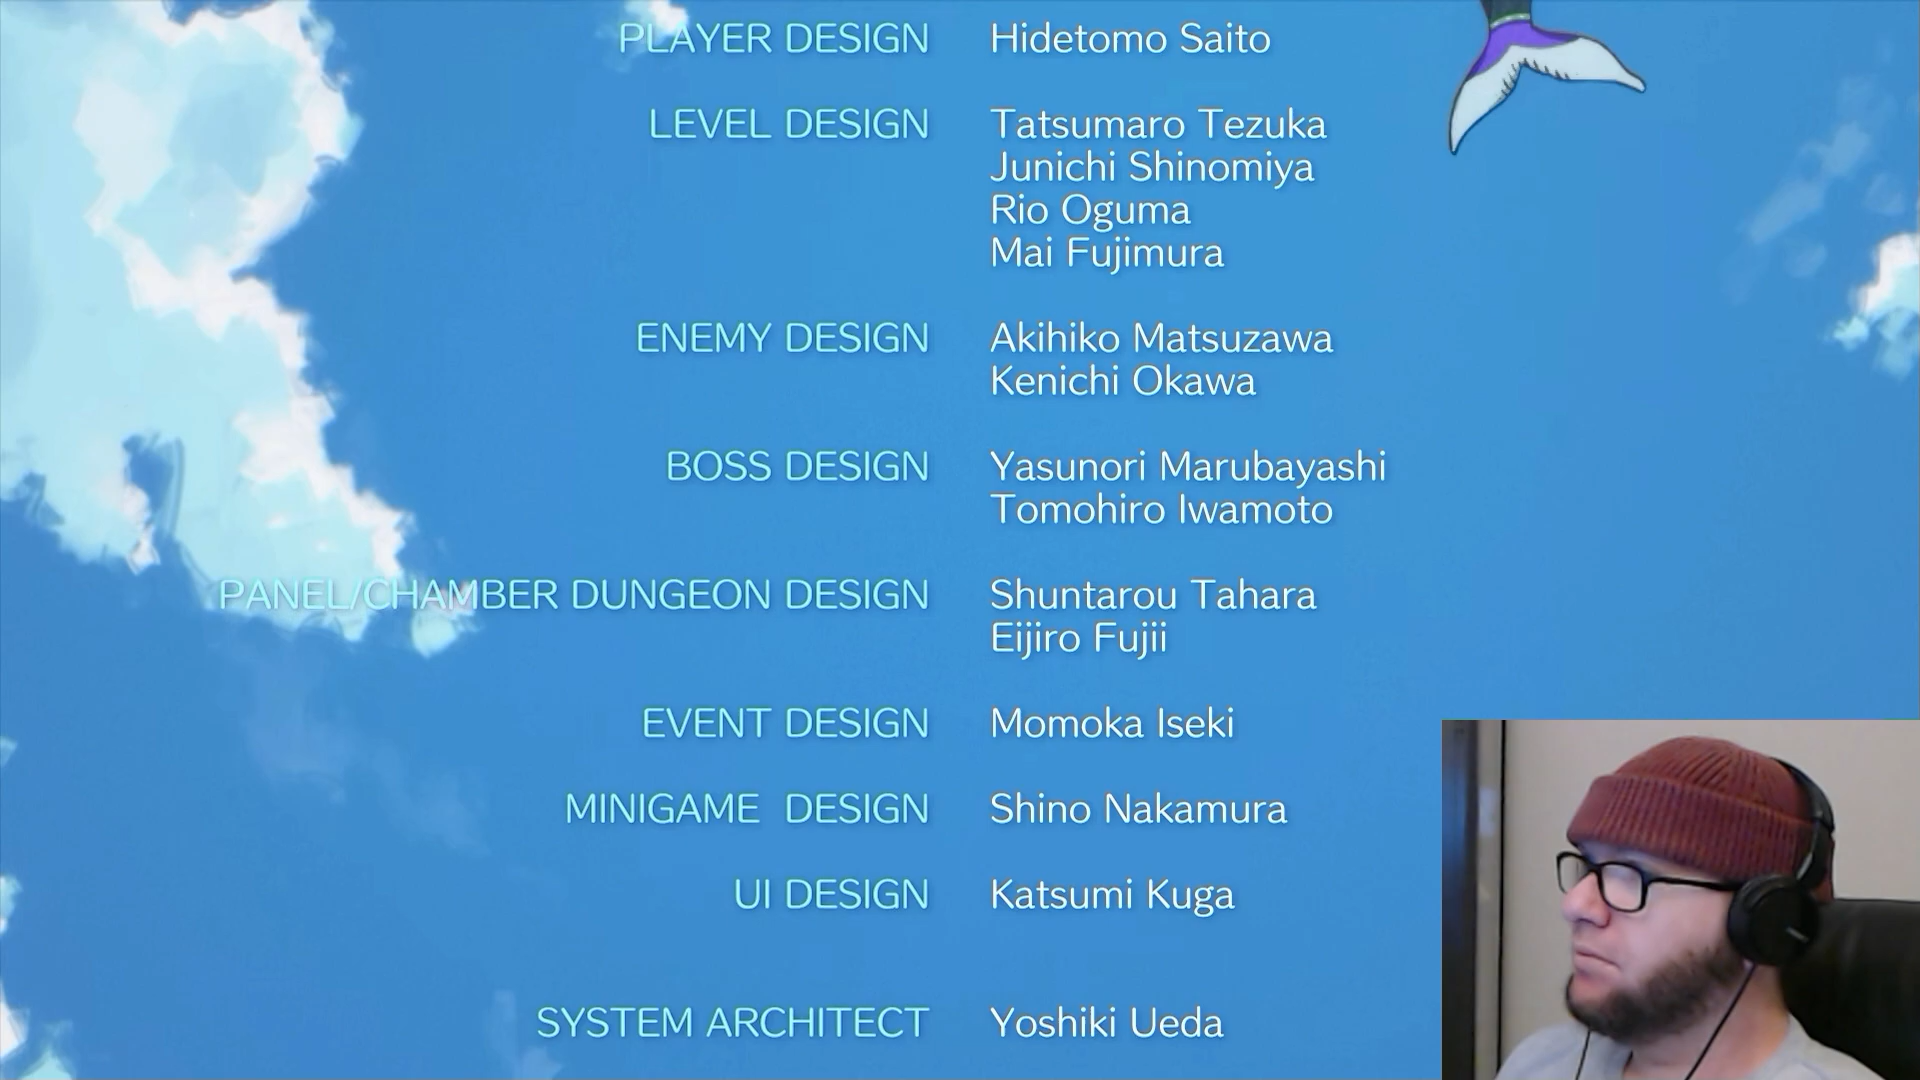 PLAYER DESIGN Hidetomo Saito
LEVEL DESIGN Tatsumaro Tezuka
Junichi Shinomiya
Rio Oguma
Mai Fujimura
ENEMY DESIGN Akihiko Matsuzawa
Kenichi Okawa
BOSS DESIGN Yasunori Marubayashi
Tomohiro Iwamoto
PANEL/CHAMBER DUNGEON DESIGN Shuntarou Tahara
Eijiro Fujii
EVENT DESIGN Momoka Iseki
MINIGAME DESIGN Shino Nakamura
UI DESIGN Katsumi Kuga
SYSTEM ARCHITECT Yoshiki Ueda